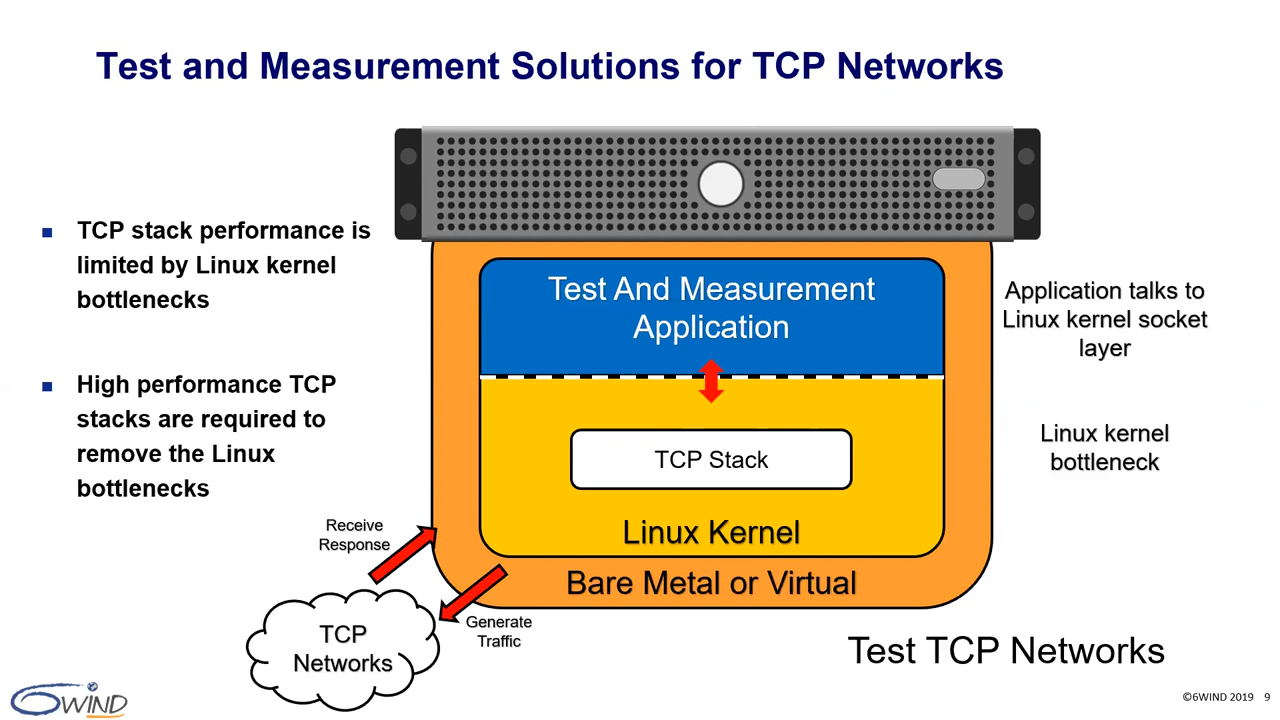 Test and Measurement Solutions for TCP Networks
TCP stack performance is
limited by Linux kernel
bottlenecks
High performance TCP
stacks are required to
remove the Linux
bottlenecks
Test And Measurement
Application
TCP Stack
Linux Kernel
Bare Metal or Virtual
Application talks to
Linux kernel socket
layer
Linux kernel
bottleneck
Receive
Response
Generate
Traffic
TCP
Networks
Test TCP Networks
6WIND
©6WIND 2019 9